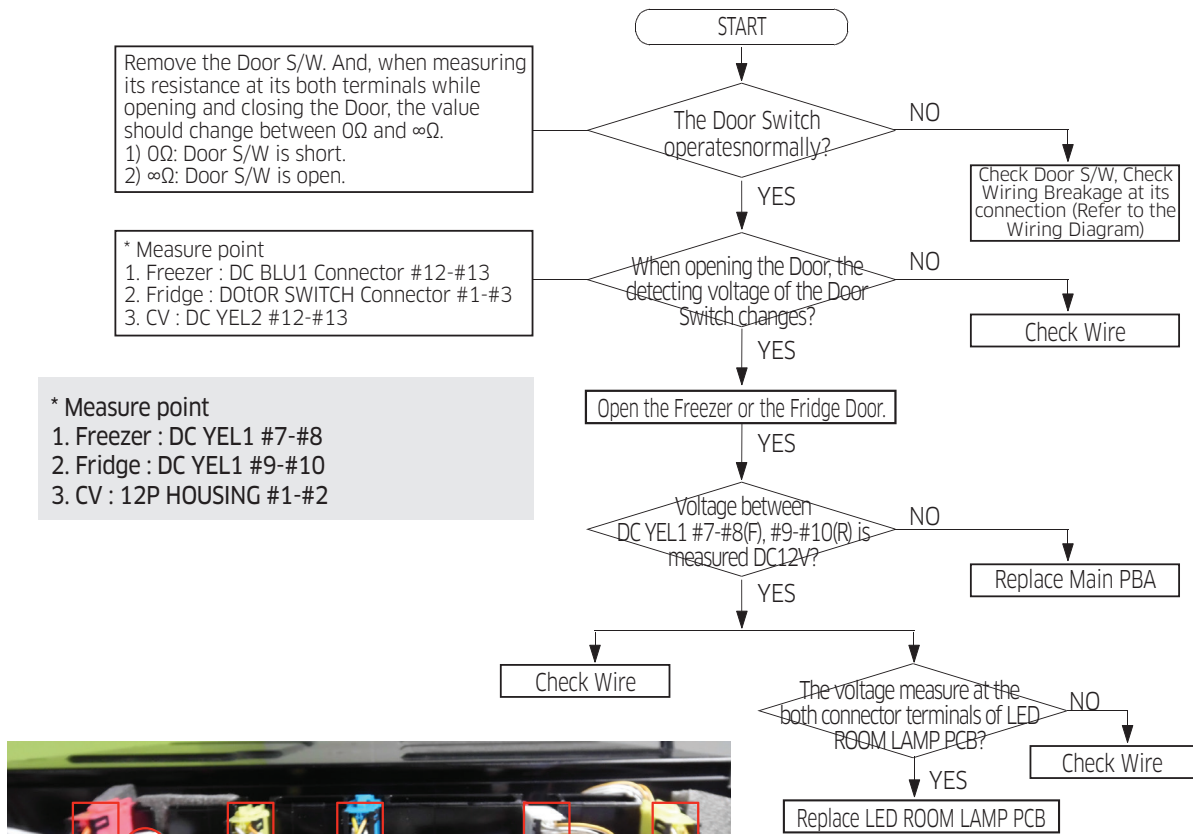 START
Remove the Door S/W. And, when measuring
its resistance at its both terminals while
opening and closing the Door, the value
should change between 0Ω and ∞Ω.
1) 0Ω: Door S/W is short.
2) ∞Ω: Door S/W is open.
The Door Switch
operatesnormally?
NO
Check Door S/W, Check
Wiring Breakage at its
connection (Refer to the
Wiring Diagram)
YES
* Measure point
1. Freezer : DC BLU1 Connector #12-#13
2. Fridge : DOtOR SWITCH Connector #1-#3
3. CV : DC YEL2 #12-#13
When opening the Door, the
detecting voltage of the Door
Switch changes?
NO
Check Wire
YES
* Measure point
1. Freezer : DC YEL1 #7-#8
2. Fridge : DC YEL1 #9-#10
3. CV : 12P HOUSING #1-#2
Open the Freezer or the Fridge Door.
YES
Voltage between
DC YEL1 #7-#8(F), #9-#10(R) is
measured DC12V?
NO
Replace Main PBA
YES
Check Wire
The voltage measure at the
both connector terminals of LED
ROOM LAMP PCB?
NO
Check Wire
YES
Replace LED ROOM LAMP PCB